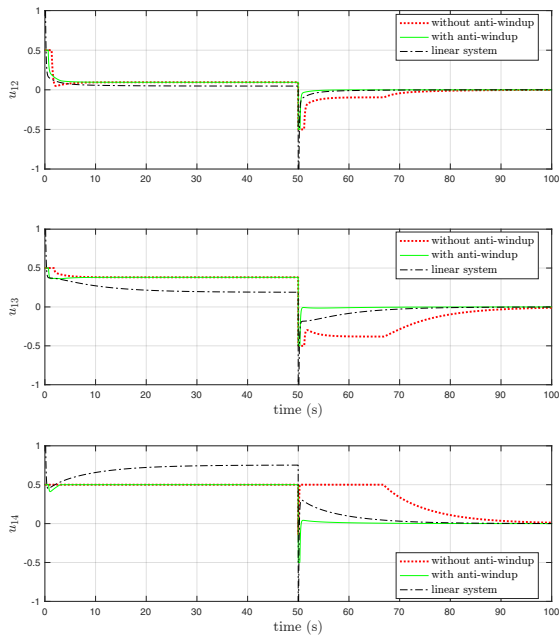 1
0.5
0
-0.5
-1
u12
without anti-windup
with anti-windup
linear system
0 10 20 30 40 50 60 70 80 90 100
1
0.5
0
-0.5
-1
u13
without anti-windup
with anti-windup
linear system
0 10 20 30 40 50 60 70 80 90 100
time (s)
1
0.5
0
-0.5
-1
u14
without anti-windup
with anti-windup
linear system
0 10 20 30 40 50 60 70 80 90 100
time (s)